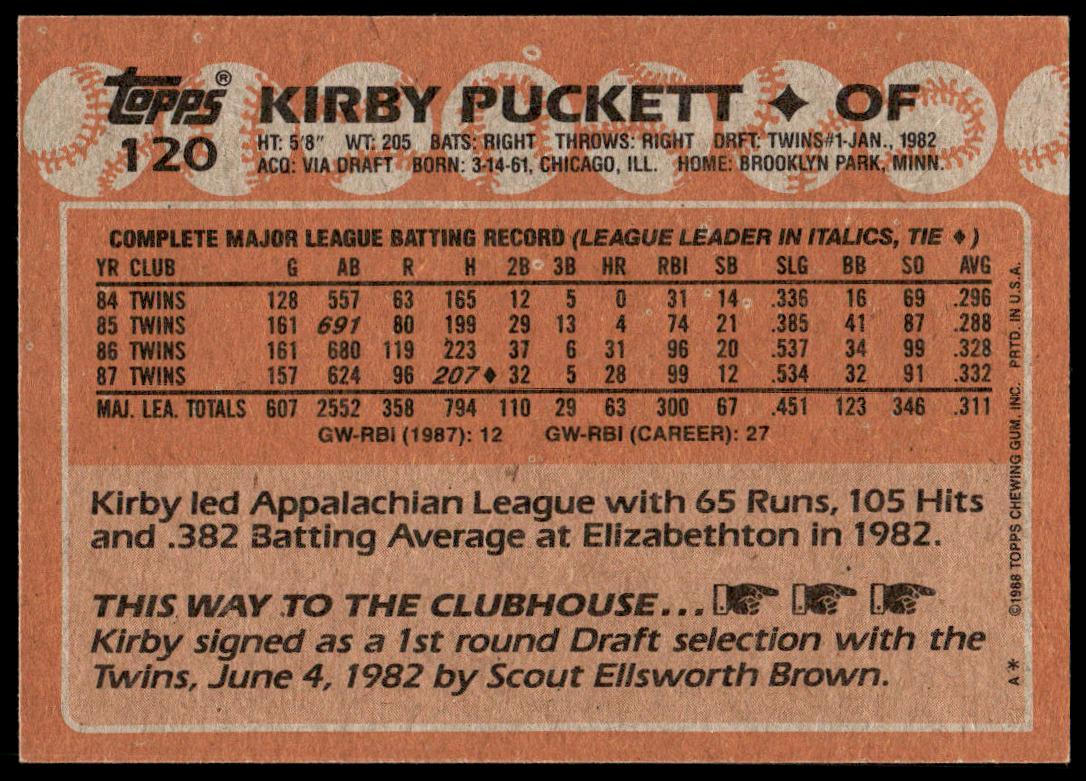 Topps® KIRBY PUCKETT ✦ OF
120 HT: 5'8" WT: 205 BATS: RIGHT THROWS: RIGHT DRFT: TWINS#1-JAN., 1982
ACQ: VIA DRAFT BORN: 3-14-61, CHICAGO, ILL. HOME: BROOKLYN PARK, MINN.
COMPLETE MAJOR LEAGUE BATTING RECORD (LEAGUE LEADER IN ITALICS, TIE ♦)
YR CLUB G AB R H 2B 3B HR RBI SB SLG BB SO AVG
84 TWINS 128 557 63 165 12 5 0 31 14 .336 16 69 .296
85 TWINS 161 691 80 199 29 13 4 74 21 .385 41 87 .288
86 TWINS 161 680 119 223 37 6 31 96 20 .537 34 99 .328
87 TWINS 157 624 96 207♦ 32 5 28 99 12 .534 32 91 .332
MAJ. LEA. TOTALS 607 2552 358 794 110 29 63 300 67 .451 123 346 .311
GW-RBI (1987): 12 GW-RBI (CAREER): 27
Kirby led Appalachian League with 65 Runs, 105 Hits
and .382 Batting Average at Elizabethton in 1982.
THIS WAY TO THE CLUBHOUSE...
Kirby signed as a 1st round Draft selection with the
Twins, June 4, 1982 by Scout Ellsworth Brown.
A* ©1988 TOPPS CHEWING GUM, INC. PRTD. IN U.S.A.